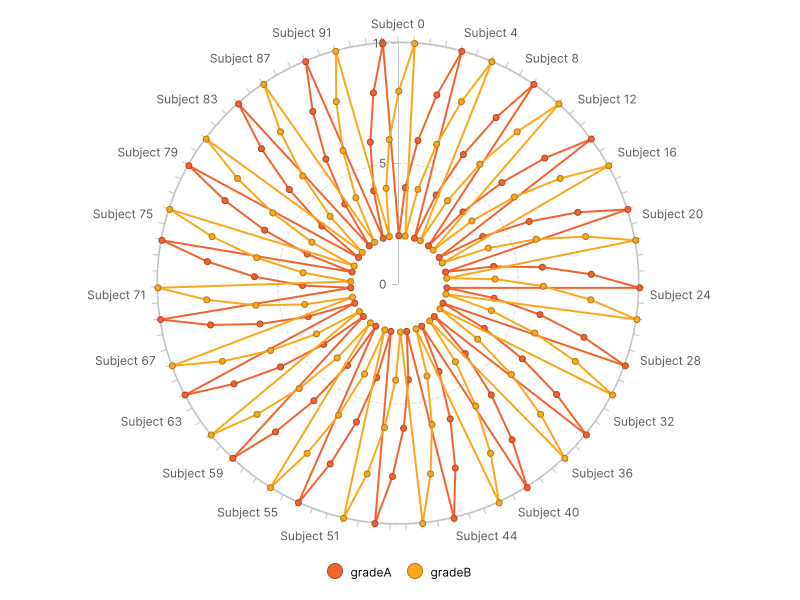 Subject 0
Subject 4
Subject 8
Subject 12
Subject 16
Subject 20
Subject 24
Subject 28
Subject 32
Subject 36
Subject 40
Subject 44
Subject 51
Subject 55
Subject 59
Subject 63
Subject 67
Subject 71
Subject 75
Subject 79
Subject 83
Subject 87
Subject 91
10
5
0
gradeA
gradeB